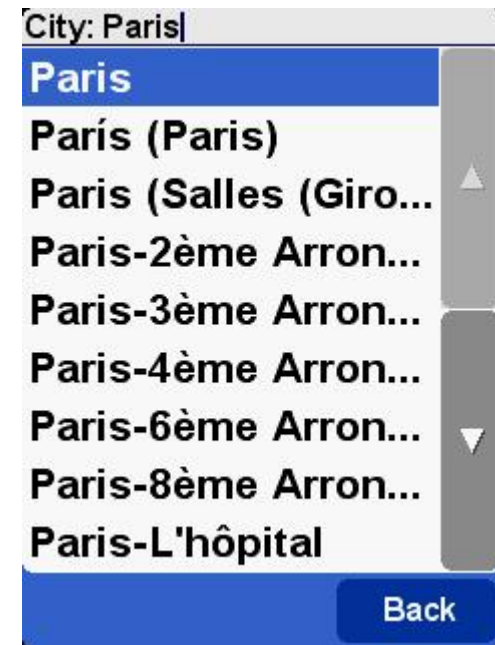 City: Paris
Paris
París (Paris)
Paris (Salles (Giro...
Paris-2ème Arron...
Paris-3ème Arron...
Paris-4ème Arron...
Paris-6ème Arron...
Paris-8ème Arron...
Paris-L'hôpital
Back